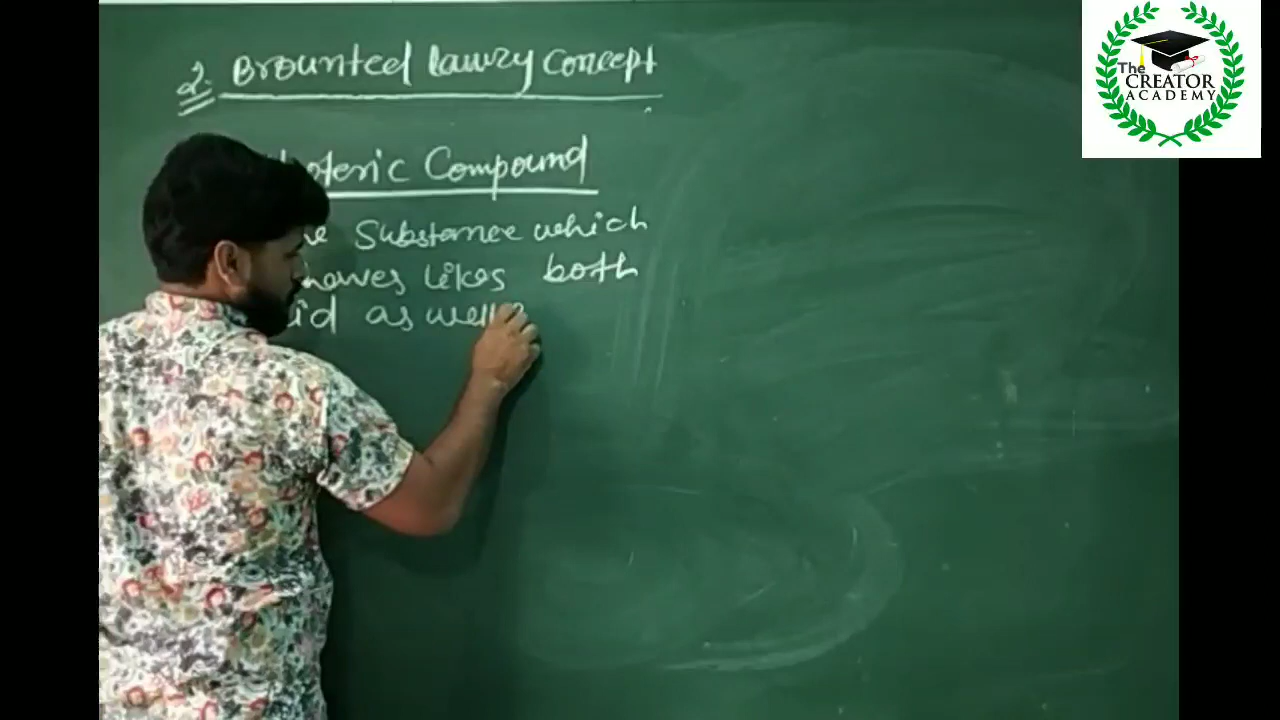 2. Brounted lawry Concept
oteric Compound
Substance which
haves likes both
id as well
The
CREATOR
ACADEMY